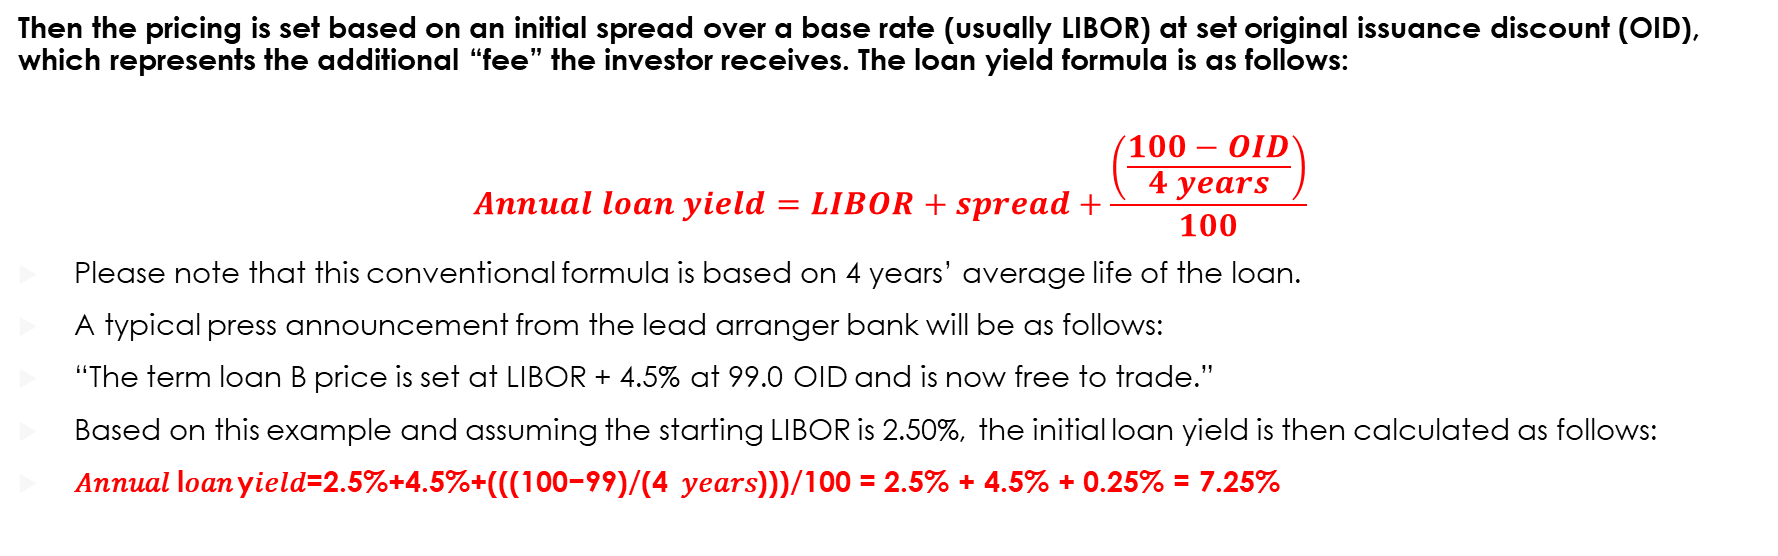 Then the pricing is set based on an initial spread over a base rate (usually LIBOR) at set original issuance discount (OID),
which represents the additional “fee” the investor receives. The loan yield formula is as follows:
Annual loan yield = LIBOR + spread + ((100 − OID)/(4 years))/100
Please note that this conventional formula is based on 4 years’ average life of the loan.
A typical press announcement from the lead arranger bank will be as follows:
“The term loan B price is set at LIBOR + 4.5% at 99.0 OID and is now free to trade.”
Based on this example and assuming the starting LIBOR is 2.50%, the initial loan yield is then calculated as follows:
Annual loan yield=2.5%+4.5%+(((100−99)/(4 years)))/100 = 2.5% + 4.5% + 0.25% = 7.25%